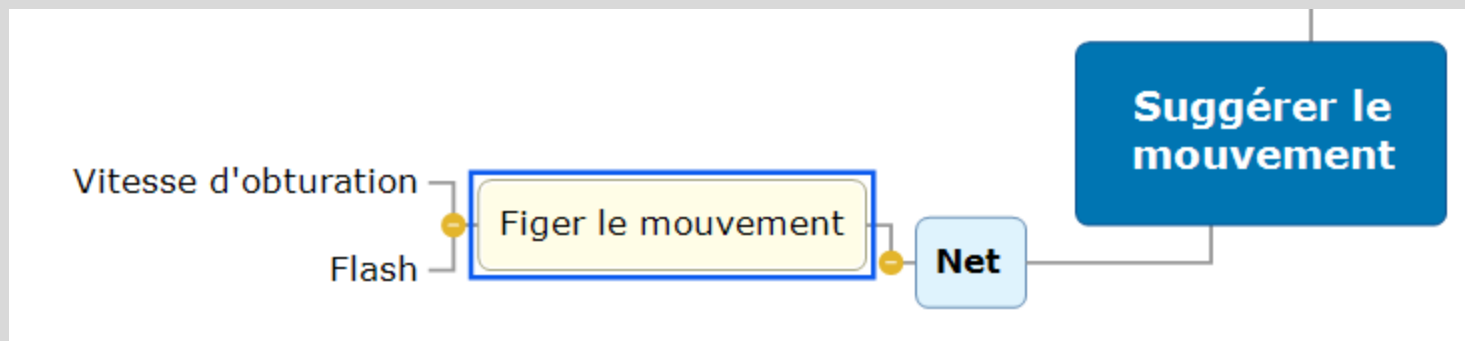 Suggérer le
mouvement
Vitesse d'obturation
Figer le mouvement
Net
Flash